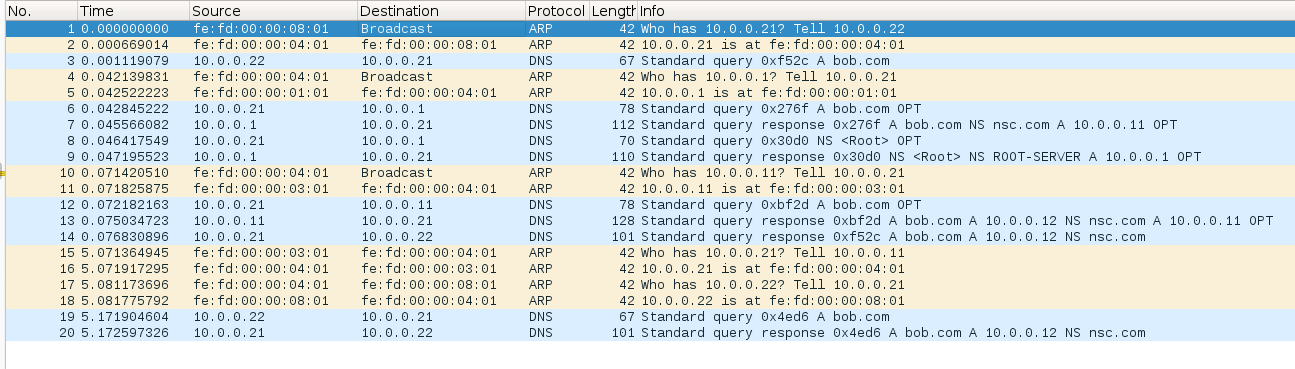 No. Time Source Destination Protocol Length Info
1 0.000000000 fe:fd:00:00:08:01 Broadcast ARP 42 Who has 10.0.0.21? Tell 10.0.0.22
2 0.000669014 fe:fd:00:00:04:01 fe:fd:00:00:08:01 ARP 42 10.0.0.21 is at fe:fd:00:00:04:01
3 0.001119079 10.0.0.22 10.0.0.21 DNS 67 Standard query 0xf52c A bob.com
4 0.042139831 fe:fd:00:00:04:01 Broadcast ARP 42 Who has 10.0.0.1? Tell 10.0.0.21
5 0.042522223 fe:fd:00:00:01:01 fe:fd:00:00:04:01 ARP 42 10.0.0.1 is at fe:fd:00:00:01:01
6 0.042845222 10.0.0.21 10.0.0.1 DNS 78 Standard query 0x276f A bob.com OPT
7 0.045566082 10.0.0.1 10.0.0.21 DNS 112 Standard query response 0x276f A bob.com NS nsc.com A 10.0.0.11 OPT
8 0.046417549 10.0.0.21 10.0.0.1 DNS 70 Standard query 0x30d0 NS <Root> OPT
9 0.047195523 10.0.0.1 10.0.0.21 DNS 110 Standard query response 0x30d0 NS <Root> NS ROOT-SERVER A 10.0.0.1 OPT
10 0.071420510 fe:fd:00:00:04:01 Broadcast ARP 42 Who has 10.0.0.11? Tell 10.0.0.21
11 0.071825875 fe:fd:00:00:03:01 fe:fd:00:00:04:01 ARP 42 10.0.0.11 is at fe:fd:00:00:03:01
12 0.072182163 10.0.0.21 10.0.0.11 DNS 78 Standard query 0xbf2d A bob.com OPT
13 0.075034723 10.0.0.11 10.0.0.21 DNS 128 Standard query response 0xbf2d A bob.com A 10.0.0.12 NS nsc.com A 10.0.0.11 OPT
14 0.076830896 10.0.0.21 10.0.0.22 DNS 101 Standard query response 0xf52c A bob.com A 10.0.0.12 NS nsc.com
15 5.071364945 fe:fd:00:00:03:01 fe:fd:00:00:04:01 ARP 42 Who has 10.0.0.21? Tell 10.0.0.11
16 5.071917295 fe:fd:00:00:04:01 fe:fd:00:00:03:01 ARP 42 10.0.0.21 is at fe:fd:00:00:04:01
17 5.081173696 fe:fd:00:00:04:01 fe:fd:00:00:08:01 ARP 42 Who has 10.0.0.22? Tell 10.0.0.21
18 5.081775792 fe:fd:00:00:08:01 fe:fd:00:00:04:01 ARP 42 10.0.0.22 is at fe:fd:00:00:08:01
19 5.171904604 10.0.0.22 10.0.0.21 DNS 67 Standard query 0x4ed6 A bob.com
20 5.172597326 10.0.0.21 10.0.0.22 DNS 101 Standard query response 0x4ed6 A bob.com A 10.0.0.12 NS nsc.com